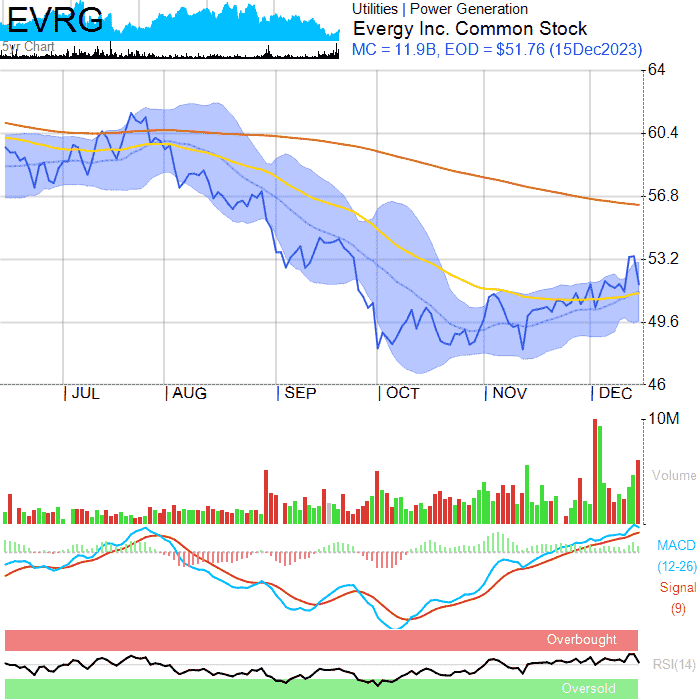 EVRG
5yr Chart
Utilities | Power Generation
Evergy Inc. Common Stock
MC = 11.9B, EOD = $51.76 (15Dec2023)
64
60.4
56.8
53.2
49.6
46
JUL AUG SEP OCT NOV DEC
10M
Volume
MACD
(12-26)
Signal
(9)
Overbought
RSI(14)
Oversold